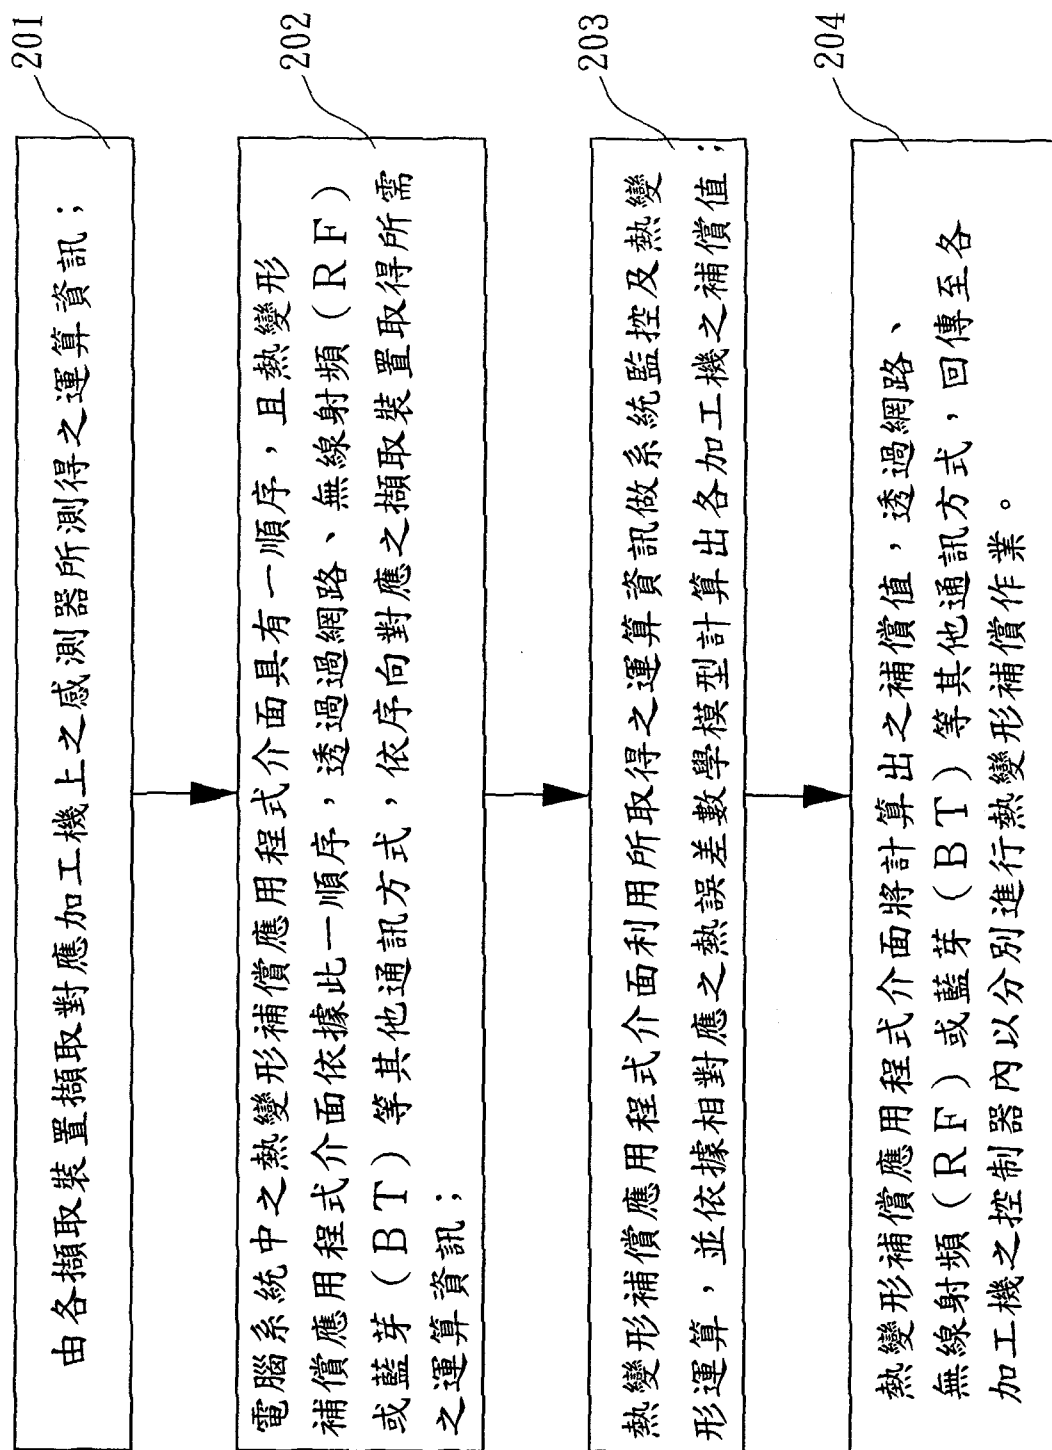 201
由各擷取裝置擷取對應加工機上之感測器所測得之運算資訊；
202
電腦系統中之熱變形補償應用程式介面具有一順序，且熱變形
補償應用程式介面依據此一順序，透過過網路、無線射頻（RF）
或藍芽（BT）等其他通訊方式，依序向對應之擷取裝置取得所需
之運算資訊；
203
熱變形補償應用程式介面利用所取得之運算資訊做系統監控及熱變
形運算，並依據相對應之熱誤差數學模型計算出各加工機之補償值；
204
熱變形補償應用程式介面將計算出之補償值，透過網路、
無線射頻（RF）或藍芽（BT）等其他通訊方式，回傳至各
加工機之控制器內以分別進行熱變形補償作業。